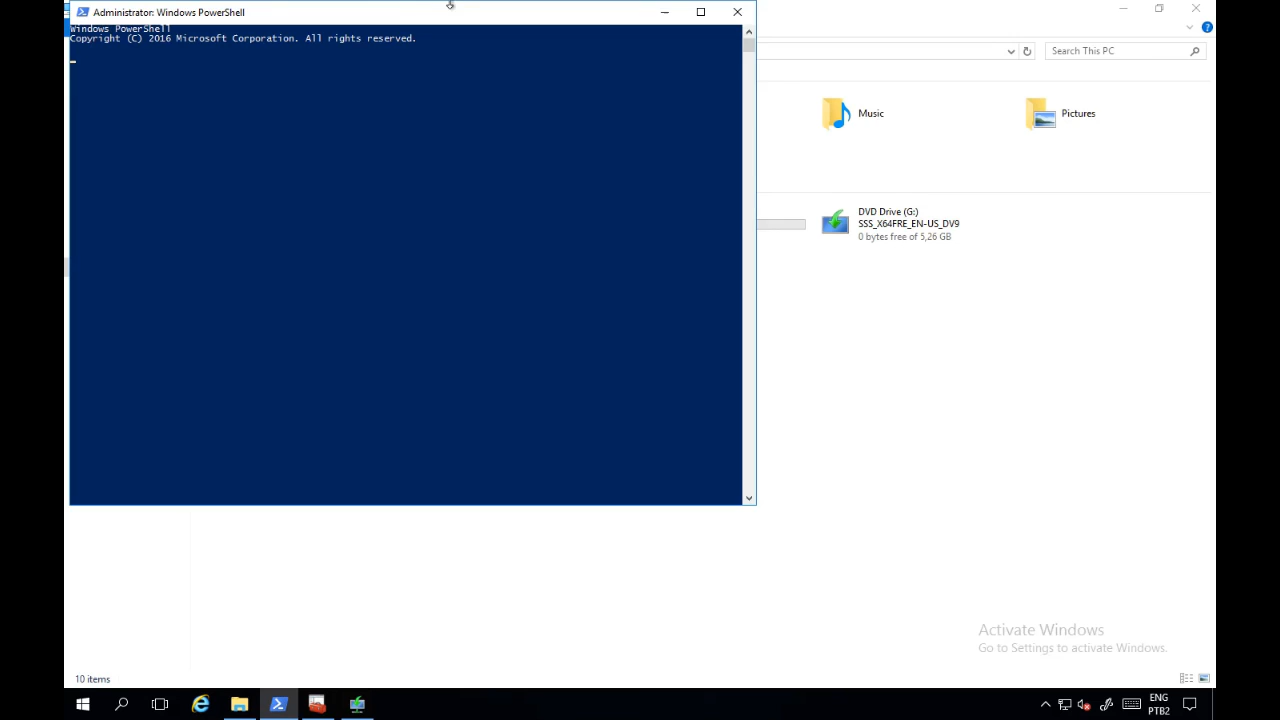 Administrator: Windows PowerShell
Windows PowerShell
Copyright (C) 2016 Microsoft Corporation. All rights reserved.
Search This PC
Music
Pictures
DVD Drive (G:)
SSS_X64FRE_EN-US_DV9
0 bytes free of 5,26 GB
Activate Windows
Go to Settings to activate Windows.
10 items
ENG
PTB2